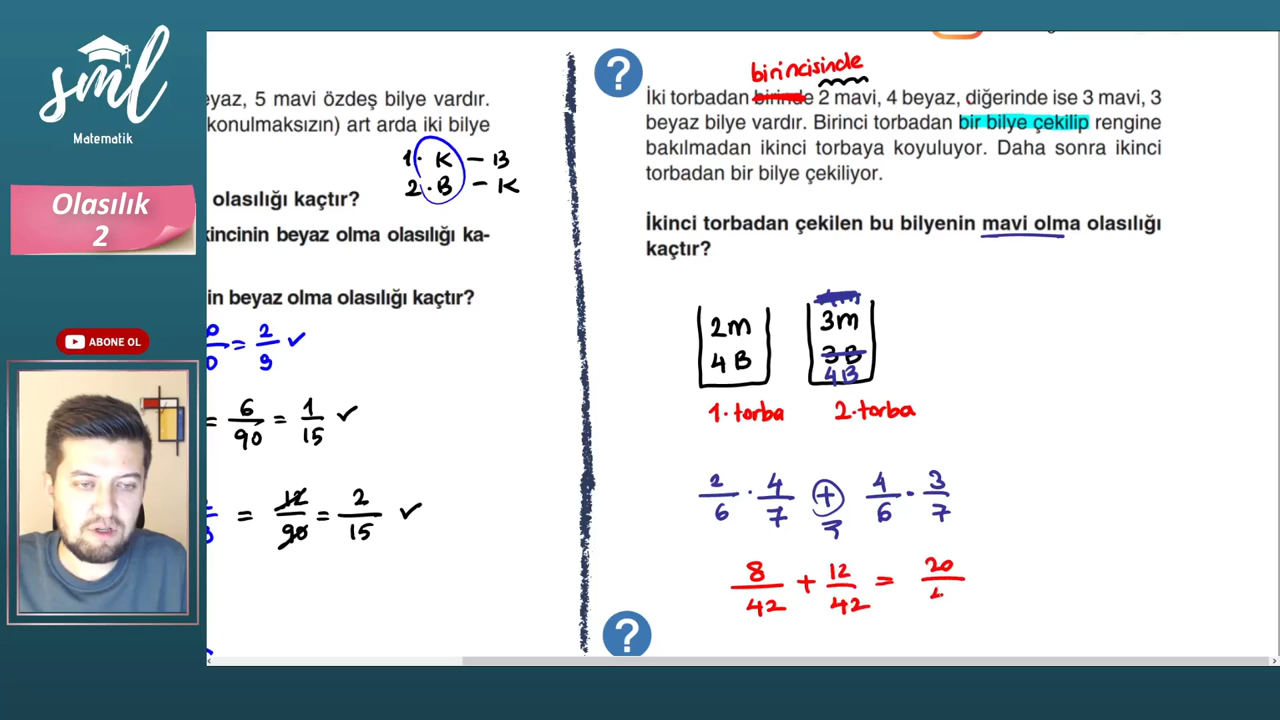 sml
Matematik
Olasılık
2
ABONE OL
eyaz, 5 mavi özdeş bilye vardır.
konulmaksızın) art arda iki bilye
1. K – B
2. B – K
olasılığı kaçtır?
kincinin beyaz olma olasılığı ka-
in beyaz olma olasılığı kaçtır?
= 2/9 ✓
= 6/90 = 1/15 ✓
= 12/90 = 2/15 ✓
?
birincisinde
İki torbadan birinde 2 mavi, 4 beyaz, diğerinde ise 3 mavi, 3
beyaz bilye vardır. Birinci torbadan bir bilye çekilip rengine
bakılmadan ikinci torbaya koyuluyor. Daha sonra ikinci
torbadan bir bilye çekiliyor.
İkinci torbadan çekilen bu bilyenin mavi olma olasılığı
kaçtır?
2m 3m
4B 3B
4B
1. torba 2. torba
2/6 · 4/7 + 4/6 · 3/7
8/42 + 12/42 = 20/4
?